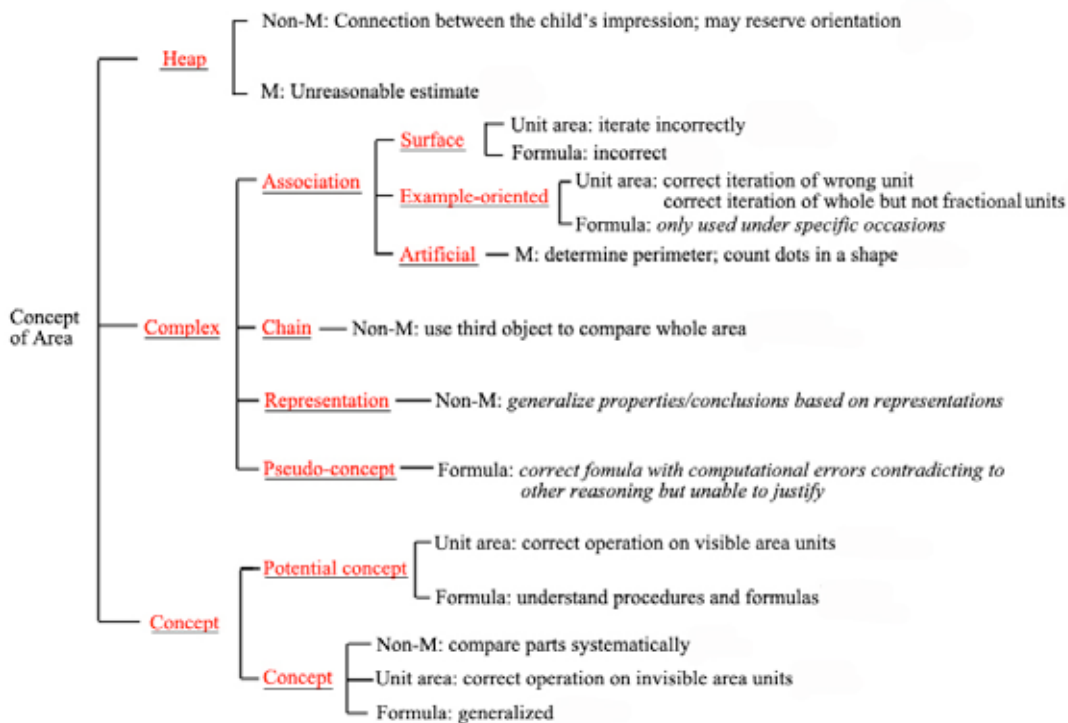 Non-M: Connection between the child's impression; may reserve orientation
Heap
M: Unreasonable estimate
Surface
Unit area: iterate incorrectly
Formula: incorrect
Association
Example-oriented
Unit area: correct iteration of wrong unit
correct iteration of whole but not fractional units
Formula: only used under specific occasions
Artificial
M: determine perimeter; count dots in a shape
Concept
of Area
Complex
Chain
Non-M: use third object to compare whole area
Representation
Non-M: generalize properties/conclusions based on representations
Pseudo-concept
Formula: correct fomula with computational errors contradicting to
other reasoning but unable to justify
Concept
Potential concept
Unit area: correct operation on visible area units
Formula: understand procedures and formulas
Concept
Non-M: compare parts systematically
Unit area: correct operation on invisible area units
Formula: generalized